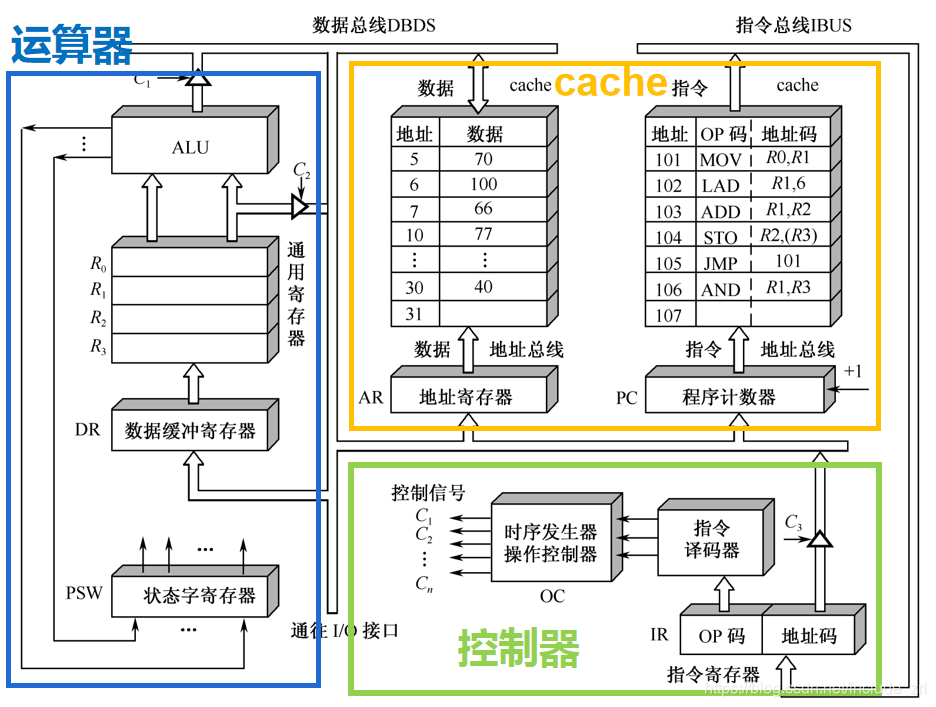 数据总线DBDS
指令总线IBUS
运算器
C1
数据
cache
cache
指令
cache
ALU
⋮
C2
地址 数据
5 70
6 100
7 66
10 77
⋮ ⋮
30 40
31
地址 OP 码 地址码
101 MOV R0,R1
102 LAD R1,6
103 ADD R1,R2
104 STO R2,(R3)
105 JMP 101
106 AND R1,R3
107
通用寄存器
R0
R1
R2
R3
数据 地址总线
指令 地址总线
AR 地址寄存器
PC 程序计数器
+1
DR 数据缓冲寄存器
控制信号
C1
C2
⋮
Cn
时序发生器
操作控制器
OC
指令
译码器
C3
...
PSW 状态字寄存器
...
通往 I/O 接口
控制器
IR OP 码 地址码
指令寄存器